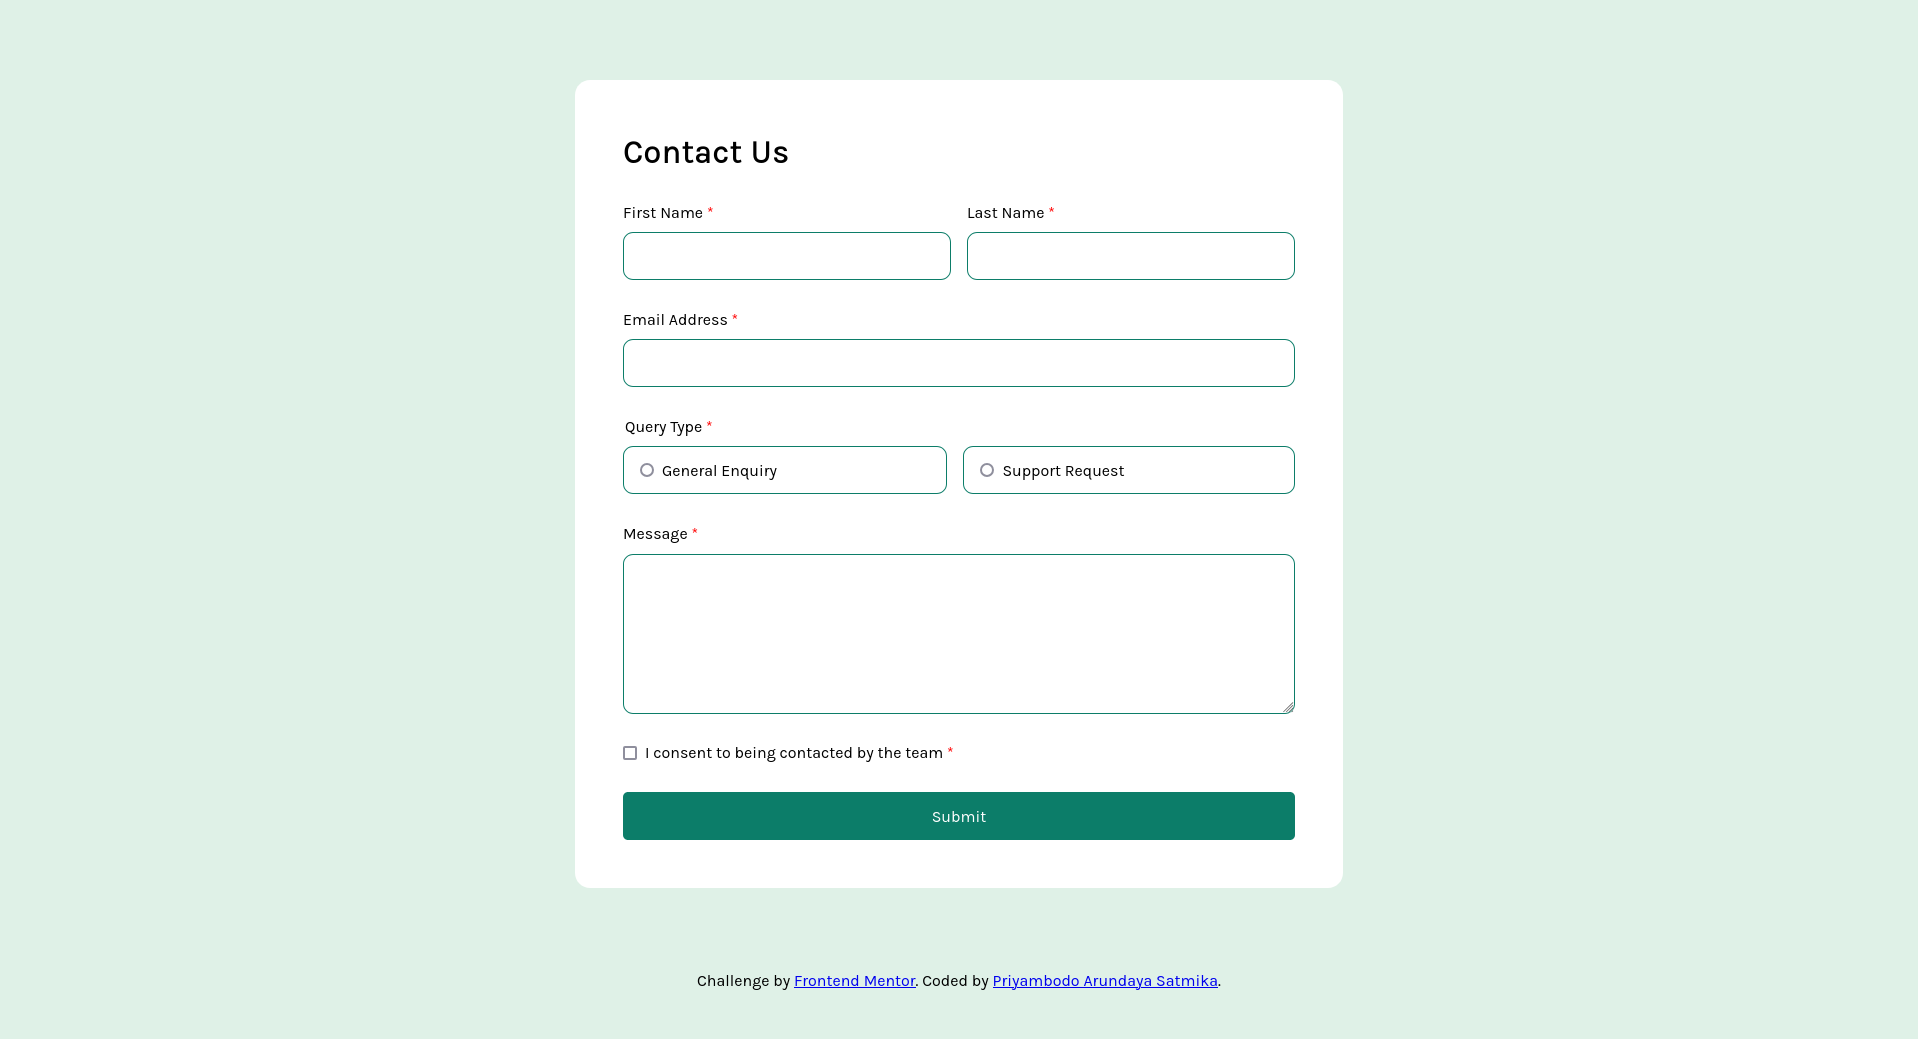 Contact Us
First Name * Last Name *
Email Address *
Query Type *
General Enquiry Support Request
Message *
I consent to being contacted by the team *
Submit
Challenge by Frontend Mentor. Coded by Priyambodo Arundaya Satmika.